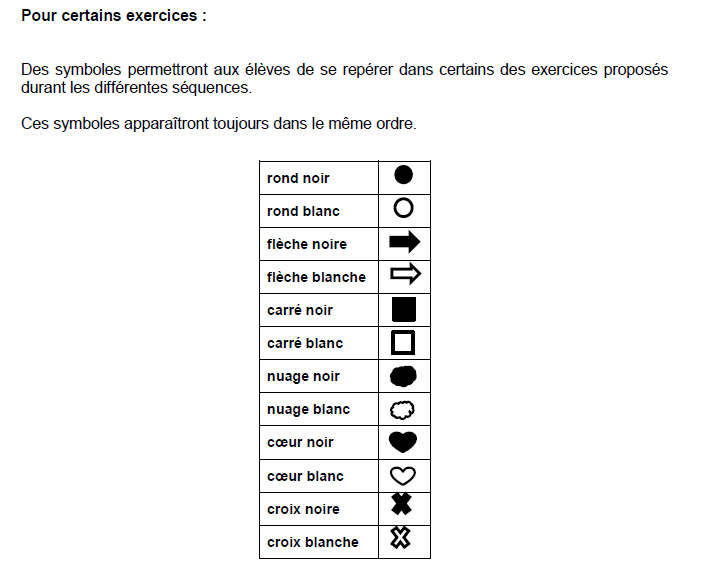 Pour certains exercices :
Des symboles permettront aux élèves de se repérer dans certains des exercices proposés
durant les différentes séquences.
Ces symboles apparaîtront toujours dans le même ordre.
rond noir
rond blanc
flèche noire
flèche blanche
carré noir
carré blanc
nuage noir
nuage blanc
cœur noir
cœur blanc
croix noire
croix blanche